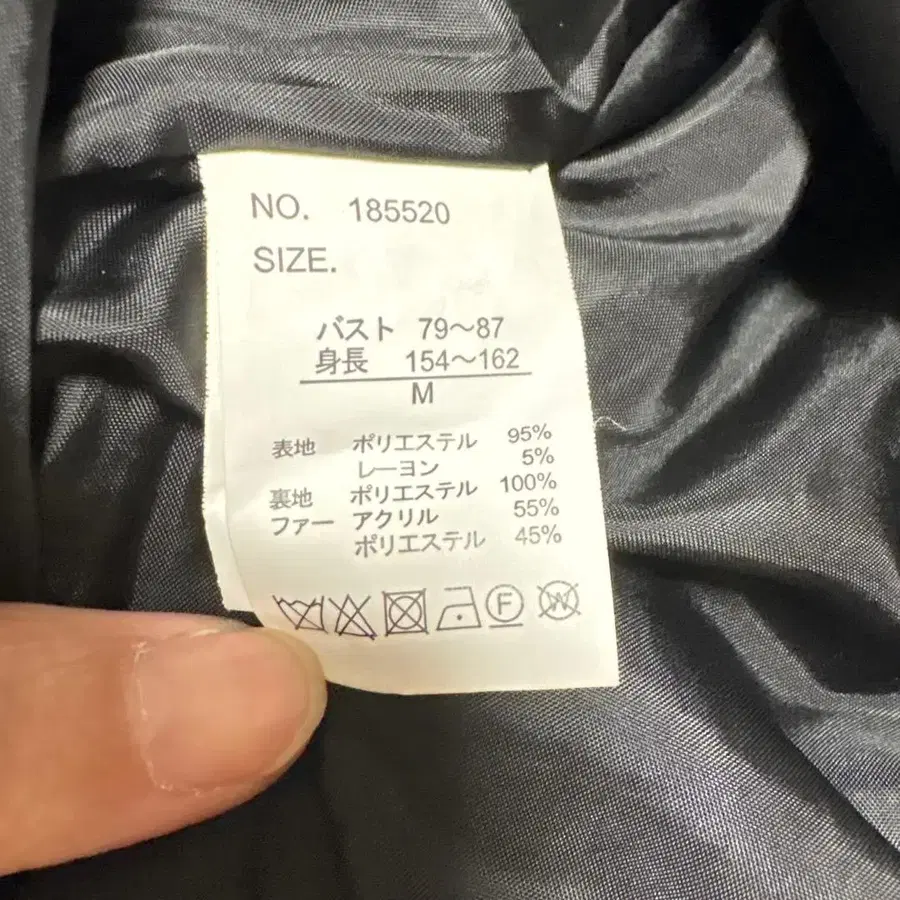 NO. 185520
SIZE.
バスト 79〜87
身長 154〜162
M
表地 ポリエステル 95%
レーヨン 5%
裏地 ポリエステル 100%
ファー アクリル 55%
ポリエステル 45%
F W